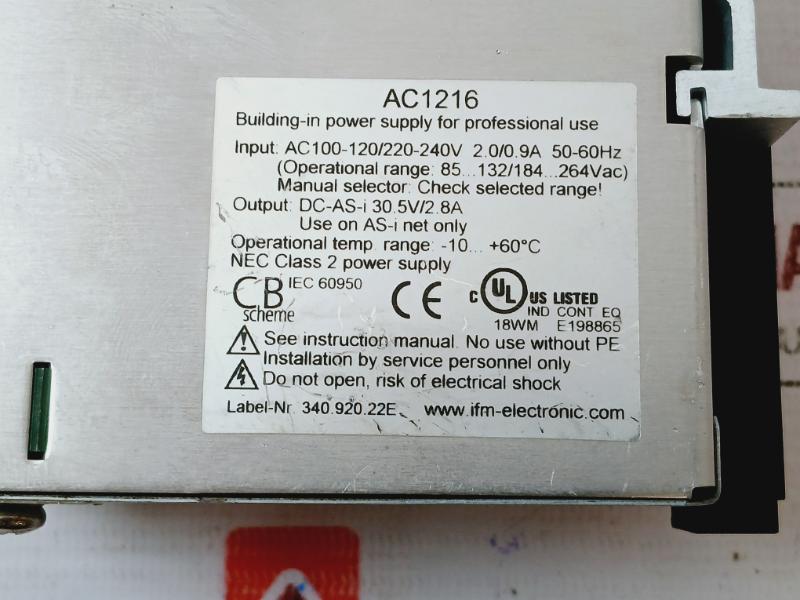 AC1216
Building-in power supply for professional use
Input: AC100-120/220-240V 2.0/0.9A 50-60Hz
(Operational range: 85...132/184...264Vac)
Manual selector: Check selected range!
Output: DC-AS-i 30.5V/2.8A
Use on AS-i net only
Operational temp. range: -10... +60°C
NEC Class 2 power supply
CB scheme IEC 60950
CE
C UL US LISTED
IND CONT EQ
18WM E198865
See instruction manual. No use without PE
Installation by service personnel only
Do not open, risk of electrical shock
Label-Nr. 340.920.22E www.ifm-electronic.com